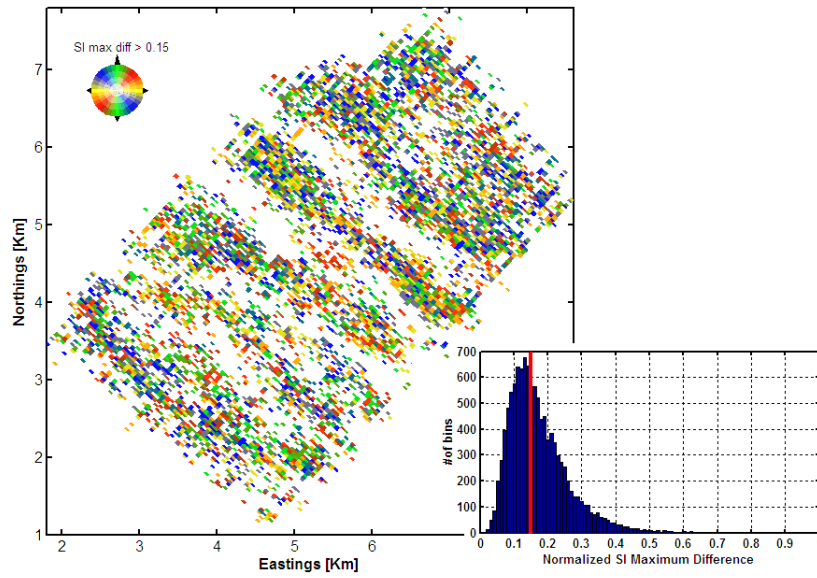 SI max diff > 0.15
7
6
5
4
3
2
1
Northings [Km]
2 3 4 5 6
Eastings [Km]
700
600
500
400
300
200
100
0
#of bins
0 0.1 0.2 0.3 0.4 0.5 0.6 0.7 0.8 0.9
Normalized SI Maximum Difference